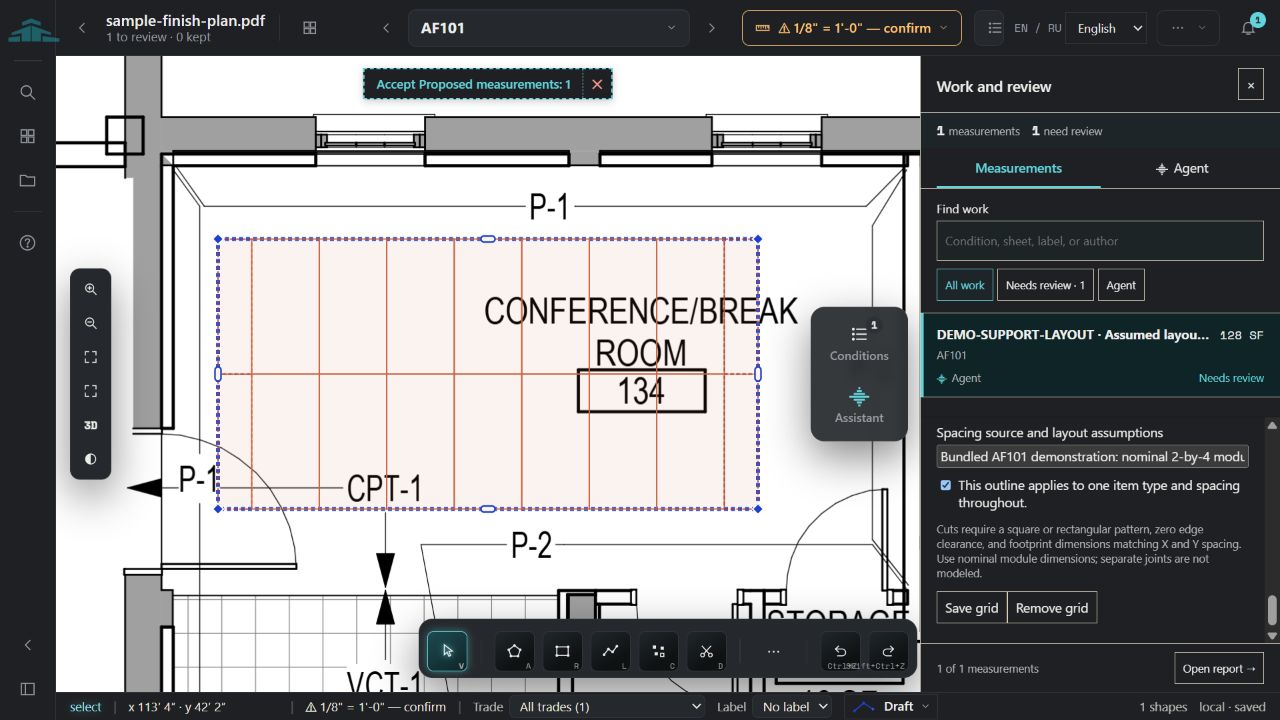 sample-finish-plan.pdf
1 to review · 0 kept
AF101
⚠ 1/8" = 1'-0" — confirm
EN / RU
English
1
Accept Proposed measurements: 1
P-1
CONFERENCE/BREAK
ROOM
134
P-1
CPT-1
P-2
STORAGE
VCT-1
3D
Conditions
1
Assistant
V
A
R
L
C
D
Work and review
1 measurements 1 need review
Measurements
Agent
Find work
Condition, sheet, label, or author
All work
Needs review · 1
Agent
DEMO-SUPPORT-LAYOUT · Assumed layou... 128 SF
AF101
Agent
Needs review
Spacing source and layout assumptions
Bundled AF101 demonstration: nominal 2-by-4 modu
This outline applies to one item type and spacing
throughout.
Cuts require a square or rectangular pattern, zero edge
clearance, and footprint dimensions matching X and Y spacing.
Use nominal module dimensions; separate joints are not
modeled.
Save grid
Remove grid
1 of 1 measurements
Open report →
select
x 113' 4" · y 42' 2"
⚠ 1/8" = 1'-0" — confirm
Trade
All trades (1)
Label
No label
Draft
1 shapes
local · saved